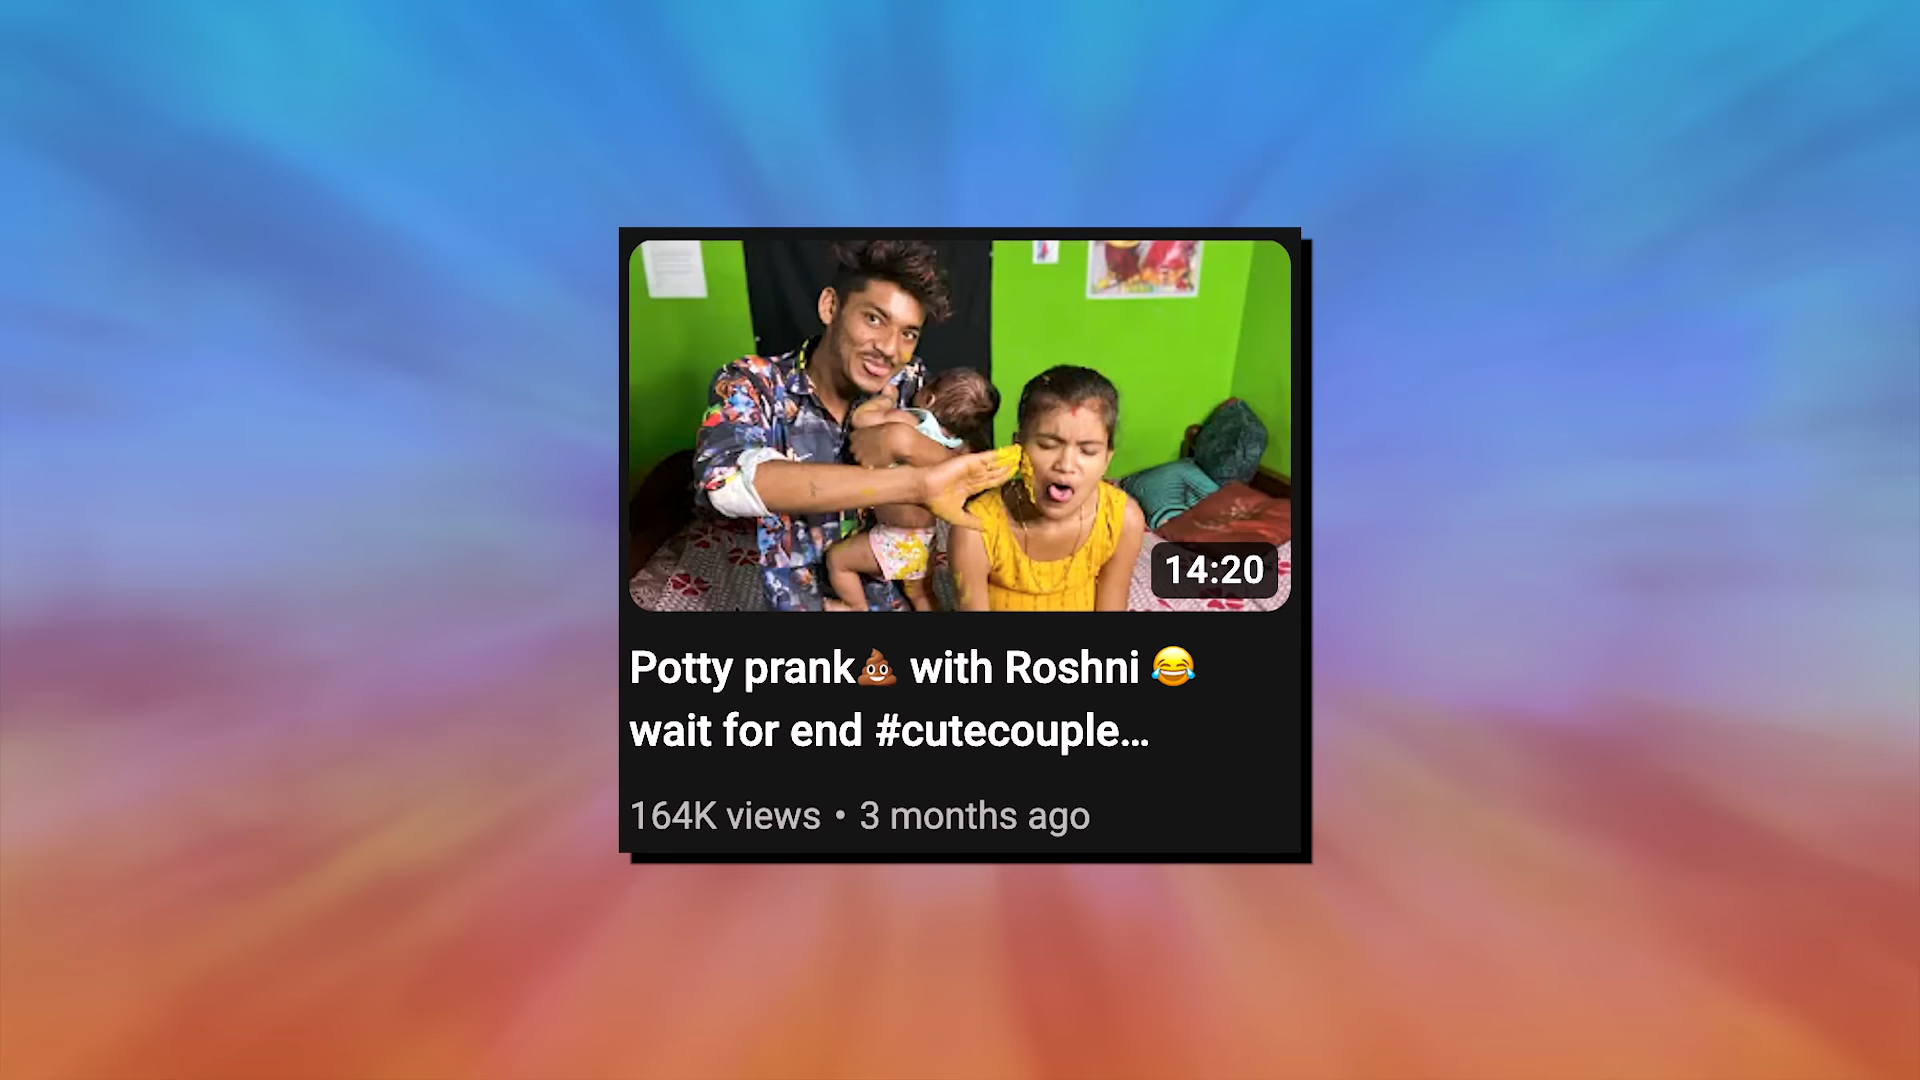 14:20
Potty prank💩 with Roshni 😂
wait for end #cutecouple...
164K views • 3 months ago